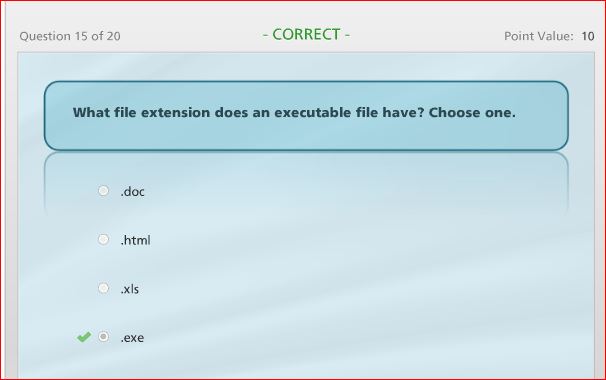 Question 15 of 20
- CORRECT -
Point Value: 10
What file extension does an executable file have? Choose one.
.doc
.html
.xls
.exe